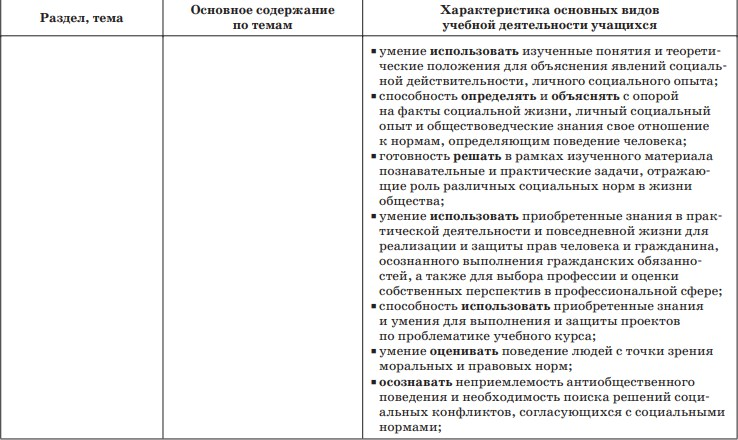 Раздел, тема
Основное содержание
по темам
Характеристика основных видов
учебной деятельности учащихся
▪ умение использовать изученные понятия и теорети-
ческие положения для объяснения явлений социаль-
ной действительности, личного социального опыта;
▪ способность определять и объяснять с опорой
на факты социальной жизни, личный социальный
опыт и обществоведческие знания свое отношение
к нормам, определяющим поведение человека;
▪ готовность решать в рамках изученного материала
познавательные и практические задачи, отражаю-
щие роль различных социальных норм в жизни
общества;
▪ умение использовать приобретенные знания в прак-
тической деятельности и повседневной жизни для
реализации и защиты прав человека и гражданина,
осознанного выполнения гражданских обязанно-
стей, а также для выбора профессии и оценки
собственных перспектив в профессиональной сфере;
▪ способность использовать приобретенные знания
и умения для выполнения и защиты проектов
по проблематике учебного курса;
▪ умение оценивать поведение людей с точки зрения
моральных и правовых норм;
▪ осознавать неприемлемость антиобщественного
поведения и необходимость поиска решений соци-
альных конфликтов, согласующихся с социальными
нормами;